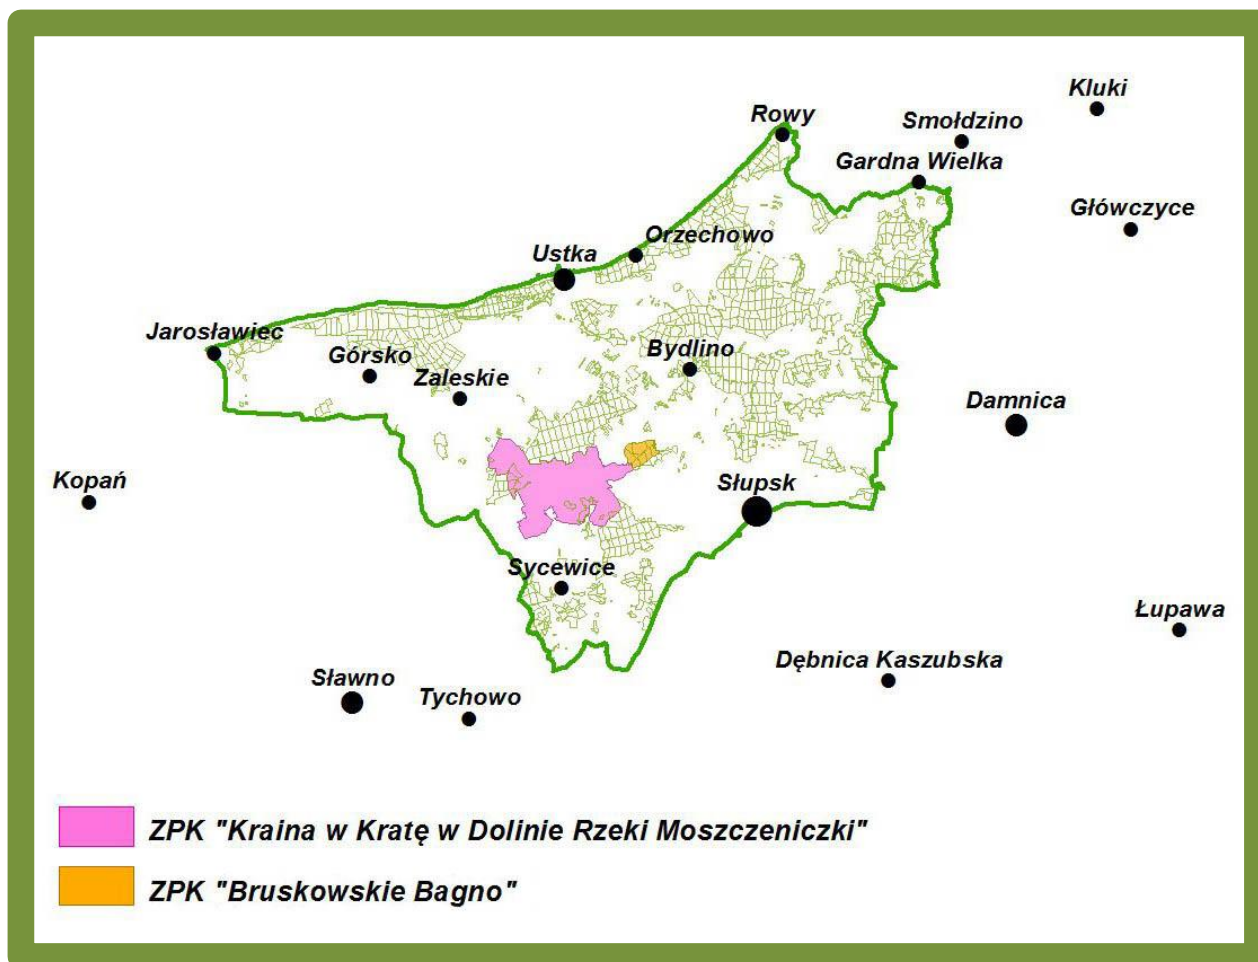 Kluki
Rowy
Smołdzino
Gardna Wielka
Główczyce
Orzechowo
Ustka
Jarosławiec
Górsko
Bydlino
Zaleskie
Damnica
Kopań
Słupsk
Sycewice
Łupawa
Dębnica Kaszubska
Sławno
Tychowo
ZPK "Kraina w Kratę w Dolinie Rzeki Moszczeniczki"
ZPK "Bruskowskie Bagno"